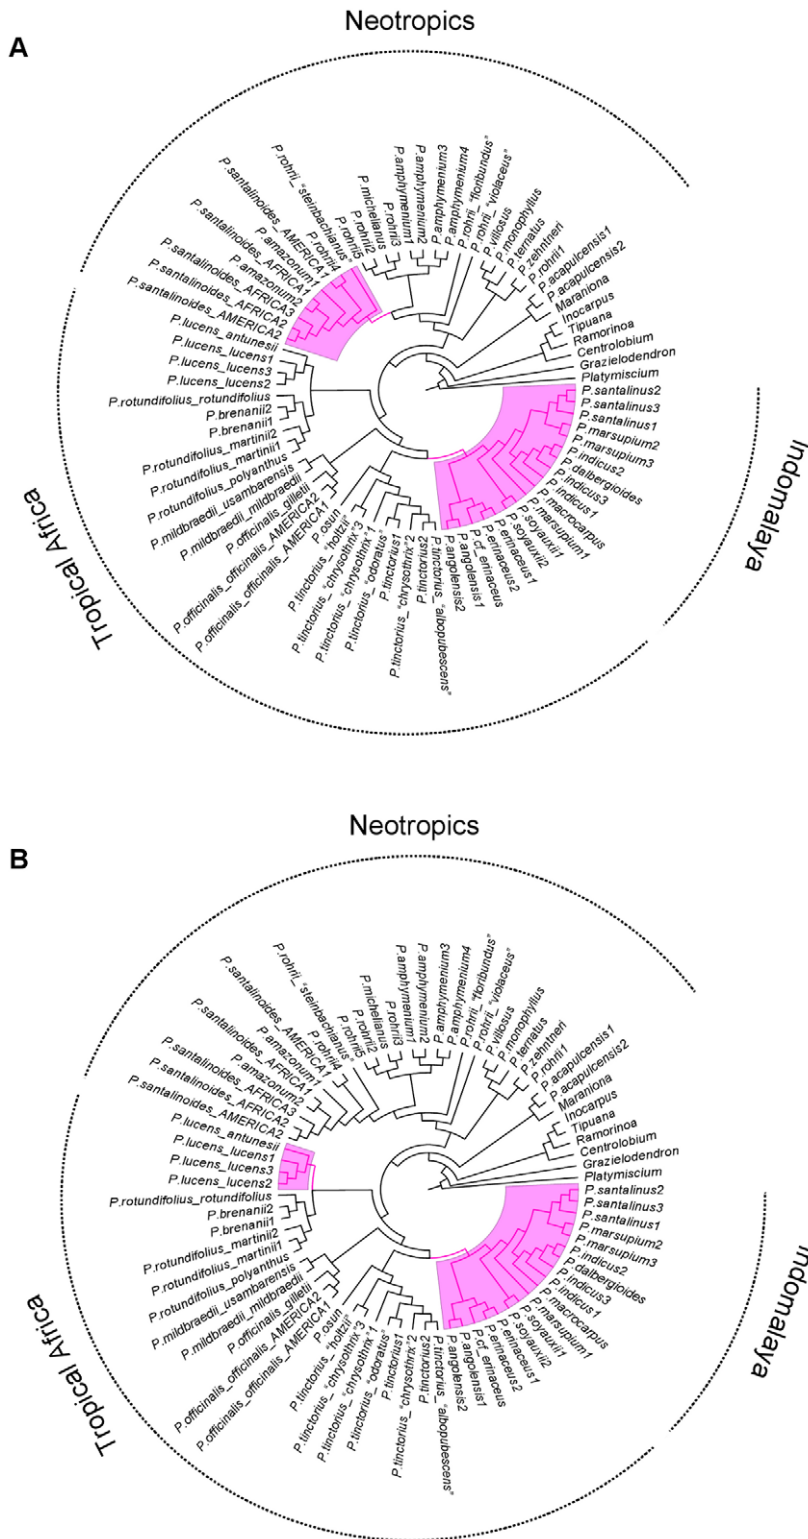 Neotropics
A
P.lucens_antunesii
P.santalinoides_AMERICA2
P.santalinoides_AFRICA2
P.santalinoides_AFRICA3
P.amazonum2
P.santalinoides_AFRICA1
P.amazonum1
P.santalinoides_AMERICA1
P.rohrii4
P.rohrii_"steinbachianus"
P.rohrii5
P.rohrii2
P.michelianus
P.rohrii3
P.amphymenium1
P.amphymenium2
P.amphymenium3
P.amphymenium4
P.rohrii_"floribundus"
P.rohrii_"violaceus"
P.villosus
P.monophyllus
P.ternatus
P.zehntneri
P.rohrii1
P.acapulcensis1
P.acapulcensis2
Maraniona
Inocarpus
Tipuana
Ramorinoa
Centrolobium
Grazielodendron
Platymiscium
P.santalinus2
P.santalinus3
P.santalinus1
P.marsupium2
P.marsupium3
P.indicus2
P.dalbergioides
P.indicus3
P.indicus1
P.macrocarpus
P.marsupium1
P.soyauxii1
P.soyauxii2
P.erinaceus1
P.erinaceus2
P.cf_erinaceus
P.angolensis1
P.angolensis2
P.tinctorius_"albopubescens"
P.tinctorius2
P.tinctorius_"chrysothrix"2
P.tinctorius1
P.tinctorius_"odoratus"
P.tinctorius_"chrysothrix"1
P.tinctorius_"chrysothrix"3
P.tinctorius_"holtzii"
P.osun
P.officinalis_officinalis_AMERICA1
P.officinalis_officinalis_AMERICA2
P.officinalis_gilletii
P.mildbraedii_mildbraedii
P.mildbraedii_usambarensis
P.rotundifolius_polyanthus
P.rotundifolius_martinii1
P.rotundifolius_martinii2
P.brenanii1
P.brenanii2
P.rotundifolius_rotundifolius
P.lucens_lucens2
P.lucens_lucens3
P.lucens_lucens1
Indomalaya
Tropical Africa
Neotropics
B
P.lucens_antunesii
P.santalinoides_AMERICA2
P.santalinoides_AFRICA2
P.santalinoides_AFRICA3
P.amazonum2
P.santalinoides_AFRICA1
P.amazonum1
P.santalinoides_AMERICA1
P.rohrii4
P.rohrii_"steinbachianus
P.rohrii5
P.rohrii2
P.michelianus
P.rohrii3
P.amphymenium1
P.amphymenium2
P.amphymenium3
P.amphymenium4
P.rohrii_"floribundus"
P.rohrii_"violaceus"
P.villosus
P.monophyllus
P.ternatus
P.zehntneri
P.rohrii1
P.acapulcensis1
P.acapulcensis2
Maraniona
Inocarpus
Tipuana
Ramorinoa
Centrolobium
Grazielodendron
Platymiscium
P.santalinus2
P.santalinus3
P.santalinus1
P.marsupium2
P.marsupium3
P.indicus2
P.dalbergioides
P.indicus3
P.indicus1
P.macrocarpus
P.marsupium1
P.soyauxii1
P.soyauxii2
P.erinaceus1
P.erinaceus2
P.cf_erinaceus
P.angolensis1
P.angolensis2
P.tinctorius_"albopubescens"
P.tinctorius2
P.tinctorius_"chrysothrix"2
P.tinctorius1
P.tinctorius_"odoratus"
P.tinctorius_"chrysothrix"1
P.tinctorius_"chrysothrix"3
P.tinctorius_"holtzii"
P.osun
P.officinalis_officinalis_AMERICA1
P.officinalis_officinalis_AMERICA2
P.officinalis_gilletii
P.mildbraedii_mildbraedii
P.mildbraedii_usambarensis
P.rotundifolius_polyanthus
P.rotundifolius_martinii1
P.rotundifolius_martinii2
P.brenanii1
P.brenanii2
P.rotundifolius_rotundifolius
P.lucens_lucens2
P.lucens_lucens3
P.lucens_lucens1
Indomalaya
Tropical Africa